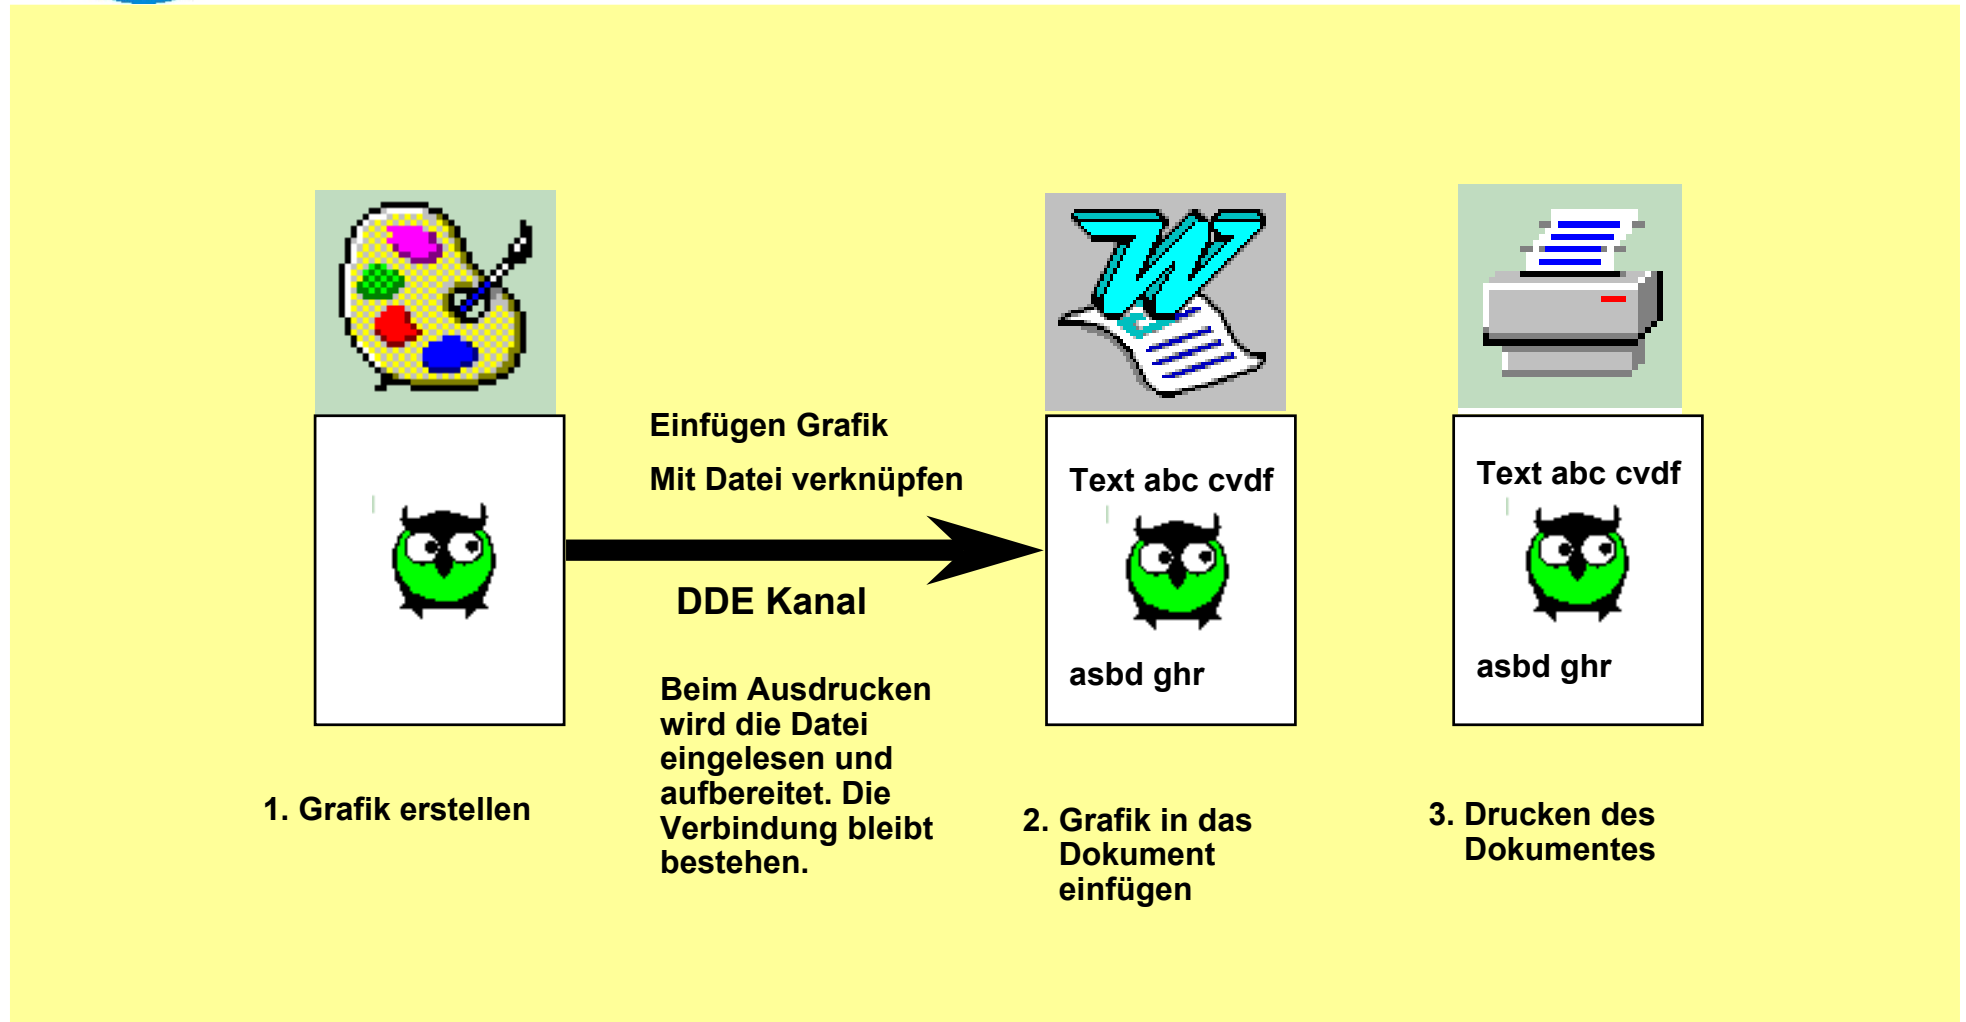 Einfügen Grafik
Mit Datei verknüpfen
DDE Kanal
Beim Ausdrucken
wird die Datei
eingelesen und
aufbereitet. Die
Verbindung bleibt
bestehen.
Text abc cvdf
asbd ghr
Text abc cvdf
asbd ghr
1. Grafik erstellen
2. Grafik in das
Dokument
einfügen
3. Drucken des
Dokumentes